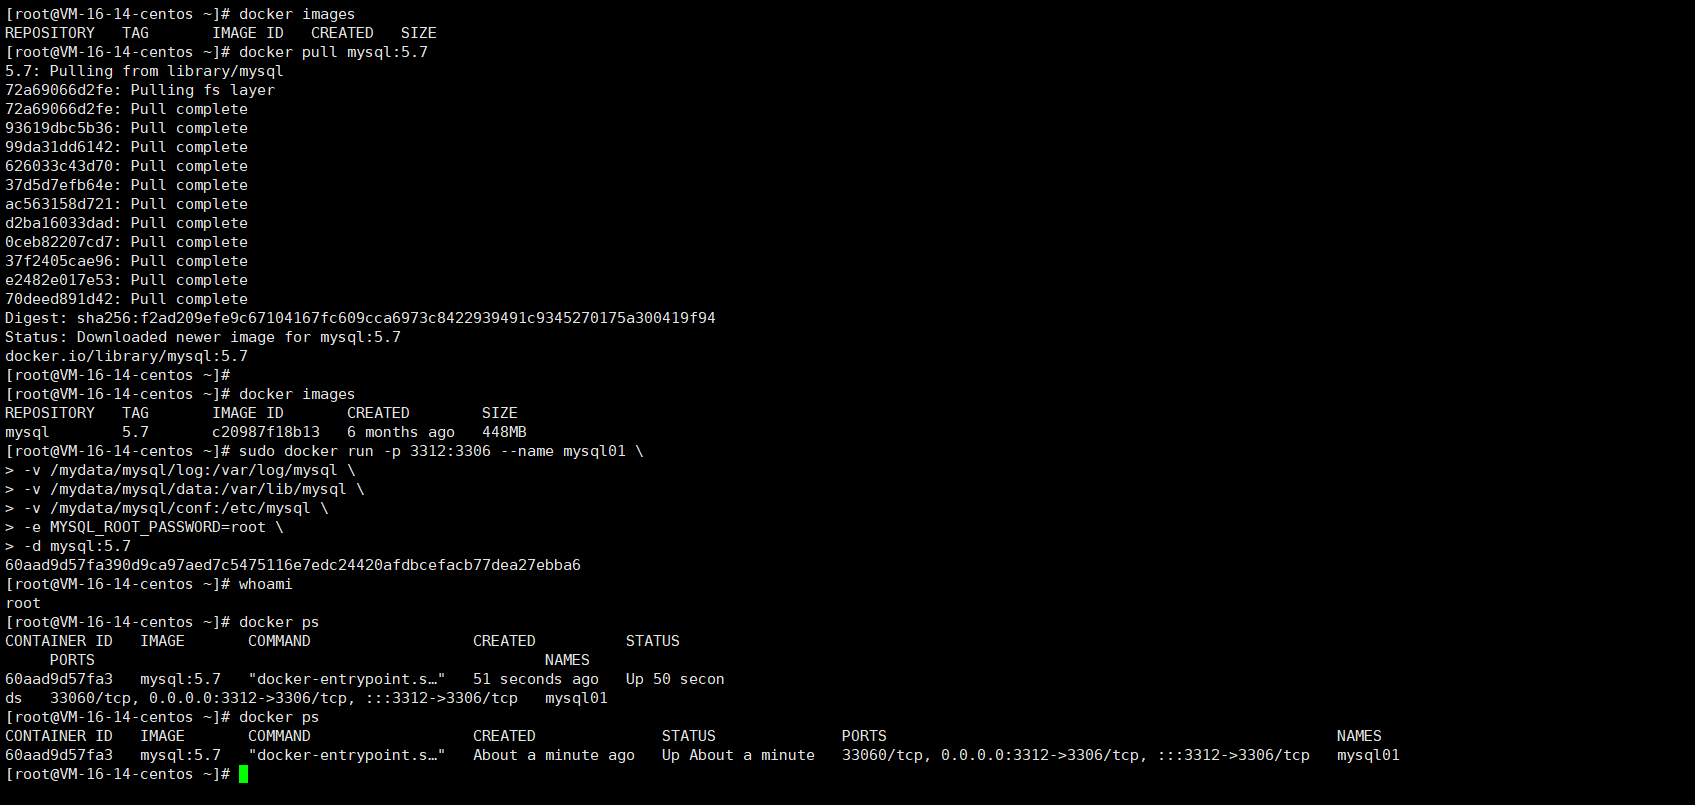 [root@VM-16-14-centos ~]# docker images
REPOSITORY   TAG       IMAGE ID   CREATED   SIZE
[root@VM-16-14-centos ~]# docker pull mysql:5.7
5.7: Pulling from library/mysql
72a69066d2fe: Pulling fs layer
72a69066d2fe: Pull complete
93619dbc5b36: Pull complete
99da31dd6142: Pull complete
626033c43d70: Pull complete
37d5d7efb64e: Pull complete
ac563158d721: Pull complete
d2ba16033dad: Pull complete
0ceb82207cd7: Pull complete
37f2405cae96: Pull complete
e2482e017e53: Pull complete
70deed891d42: Pull complete
Digest: sha256:f2ad209efe9c67104167fc609cca6973c8422939491c9345270175a300419f94
Status: Downloaded newer image for mysql:5.7
docker.io/library/mysql:5.7
[root@VM-16-14-centos ~]#
[root@VM-16-14-centos ~]# docker images
REPOSITORY   TAG       IMAGE ID       CREATED        SIZE
mysql        5.7       c20987f18b13   6 months ago   448MB
[root@VM-16-14-centos ~]# sudo docker run -p 3312:3306 --name mysql01 \
> -v /mydata/mysql/log:/var/log/mysql \
> -v /mydata/mysql/data:/var/lib/mysql \
> -v /mydata/mysql/conf:/etc/mysql \
> -e MYSQL_ROOT_PASSWORD=root \
> -d mysql:5.7
60aad9d57fa390d9ca97aed7c5475116e7edc24420afdbcefacb77dea27ebba6
[root@VM-16-14-centos ~]# whoami
root
[root@VM-16-14-centos ~]# docker ps
CONTAINER ID   IMAGE       COMMAND                  CREATED          STATUS
     PORTS                                                  NAMES
60aad9d57fa3   mysql:5.7   "docker-entrypoint.s…"   51 seconds ago   Up 50 secon
ds   33060/tcp, 0.0.0.0:3312->3306/tcp, :::3312->3306/tcp   mysql01
[root@VM-16-14-centos ~]# docker ps
CONTAINER ID   IMAGE       COMMAND                  CREATED              STATUS              PORTS                                                  NAMES
60aad9d57fa3   mysql:5.7   "docker-entrypoint.s…"   About a minute ago   Up About a minute   33060/tcp, 0.0.0.0:3312->3306/tcp, :::3312->3306/tcp   mysql01
[root@VM-16-14-centos ~]#